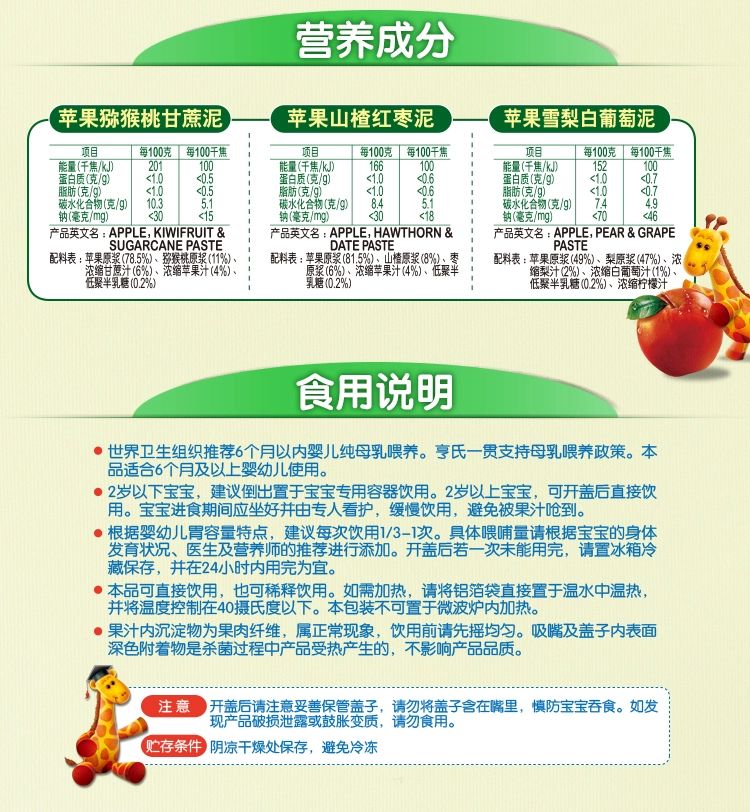 营养成分
苹果猕猴桃甘蔗泥
项目 每100克 每100千焦
能量(千焦/kJ) 201 100
蛋白质(克/g) <1.0 <0.5
脂肪(克/g) <1.0 <0.5
碳水化合物(克/g) 10.3 5.1
钠(毫克/mg) <30 <15
产品英文名：APPLE, KIWIFRUIT &
SUGARCANE PASTE
配料表：苹果原浆(78.5%)、猕猴桃原浆(11%)、
浓缩甘蔗汁(6%)、浓缩苹果汁(4%)、
低聚半乳糖(0.2%)
苹果山楂红枣泥
项目 每100克 每100千焦
能量(千焦/kJ) 166 100
蛋白质(克/g) <1.0 <0.6
脂肪(克/g) <1.0 <0.6
碳水化合物(克/g) 8.4 5.1
钠(毫克/mg) <30 <18
产品英文名：APPLE, HAWTHORN &
DATE PASTE
配料表：苹果原浆(81.5%)、山楂原浆(8%)、枣
原浆(6%)、浓缩苹果汁(4%)、低聚半
乳糖(0.2%)
苹果雪梨白葡萄泥
项目 每100克 每100千焦
能量(千焦/kJ) 152 100
蛋白质(克/g) <1.0 <0.7
脂肪(克/g) <1.0 <0.7
碳水化合物(克/g) 7.4 4.9
钠(毫克/mg) <70 <46
产品英文名：APPLE, PEAR & GRAPE
PASTE
配料表：苹果原浆(49%)、梨原浆(47%)、浓
缩梨汁(2%)、浓缩白葡萄汁(1%)、
低聚半乳糖(0.2%)、浓缩柠檬汁
食用说明
● 世界卫生组织推荐6个月以内婴儿纯母乳喂养。亨氏一贯支持母乳喂养政策。本
品适合6个月及以上婴幼儿使用。
● 2岁以下宝宝，建议倒出置于宝宝专用容器饮用。2岁以上宝宝，可开盖后直接饮
用。宝宝进食期间应坐好并由专人看护，缓慢饮用，避免被果汁呛到。
● 根据婴幼儿胃容量特点，建议每次饮用1/3-1次。具体喂哺量请根据宝宝的身体
发育状况、医生及营养师的推荐进行添加。开盖后若一次未能用完，请置冰箱冷
藏保存，并在24小时内用完为宜。
● 本品可直接饮用，也可稀释饮用。如需加热，请将铝箔袋直接置于温水中温热，
并将温度控制在40摄氏度以下。本包装不可置于微波炉内加热。
● 果汁内沉淀物为果肉纤维，属正常现象，饮用前请先摇均匀。吸嘴及盖子内表面
深色附着物是杀菌过程中产品受热产生的，不影响产品品质。
注意 开盖后请注意妥善保管盖子，请勿将盖子含在嘴里，慎防宝宝吞食。如发
现产品破损泄露或鼓胀变质，请勿食用。
贮存条件 阴凉干燥处保存，避免冷冻